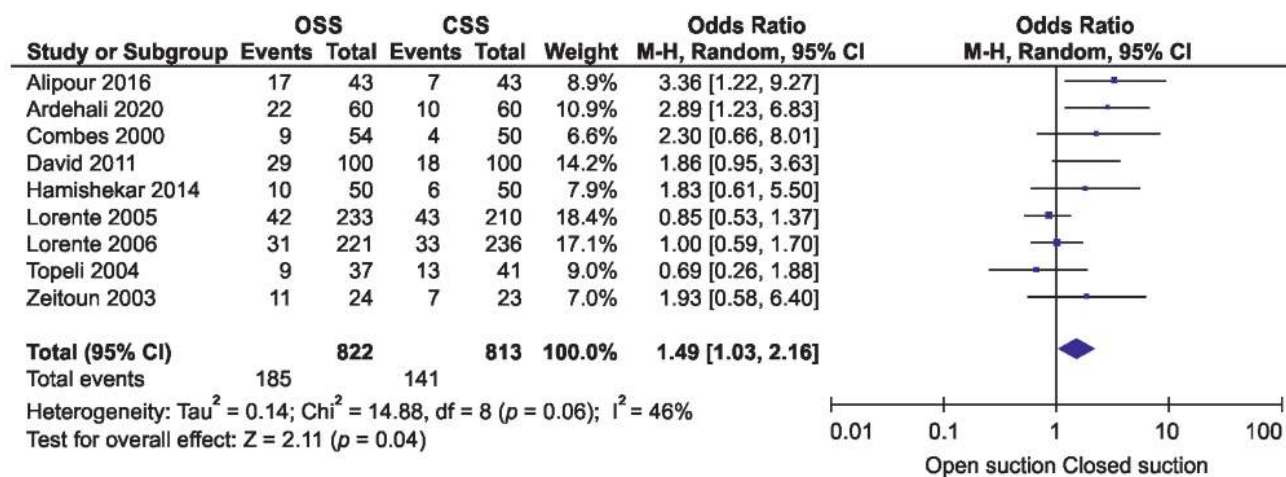 OSS CSS Odds Ratio Odds Ratio
Study or Subgroup Events Total Events Total Weight M-H, Random, 95% CI M-H, Random, 95% CI
Alipour 2016 17 43 7 43 8.9% 3.36 [1.22, 9.27]
Ardehali 2020 22 60 10 60 10.9% 2.89 [1.23, 6.83]
Combes 2000 9 54 4 50 6.6% 2.30 [0.66, 8.01]
David 2011 29 100 18 100 14.2% 1.86 [0.95, 3.63]
Hamishekar 2014 10 50 6 50 7.9% 1.83 [0.61, 5.50]
Lorente 2005 42 233 43 210 18.4% 0.85 [0.53, 1.37]
Lorente 2006 31 221 33 236 17.1% 1.00 [0.59, 1.70]
Topeli 2004 9 37 13 41 9.0% 0.69 [0.26, 1.88]
Zeitoun 2003 11 24 7 23 7.0% 1.93 [0.58, 6.40]
Total (95% CI) 822 813 100.0% 1.49 [1.03, 2.16]
Total events 185 141
Heterogeneity: Tau² = 0.14; Chi² = 14.88, df = 8 (p = 0.06); I² = 46%
Test for overall effect: Z = 2.11 (p = 0.04)
0.01 0.1 1 10 100
Open suction Closed suction